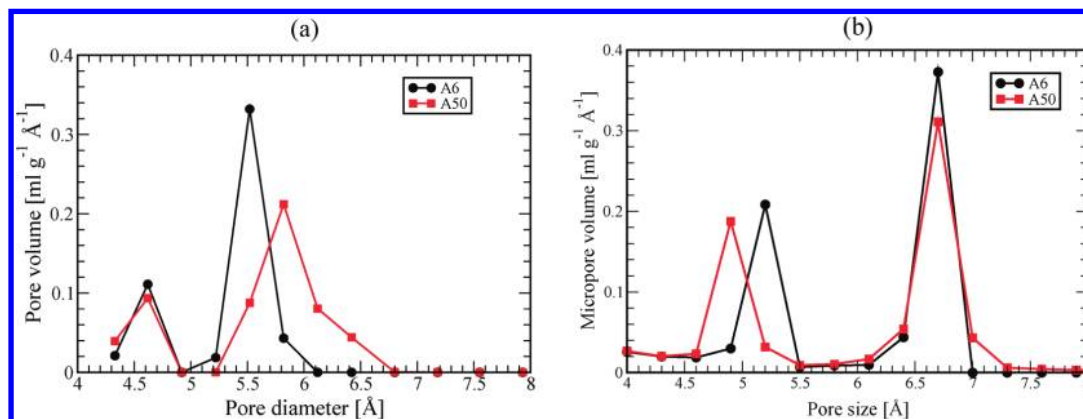 (a)
0.4
0.3
0.2
0.1
0
4 4.5 5 5.5 6 6.5 7 7.5 8
Pore volume [ml g⁻¹ Å⁻¹]
Pore diameter [Å]
A6
A50
(b)
0.4
0.3
0.2
0.1
0
4 4.5 5 5.5 6 6.5 7 7.5
Micropore volume [ml g⁻¹ Å⁻¹]
Pore size [Å]
A6
A50